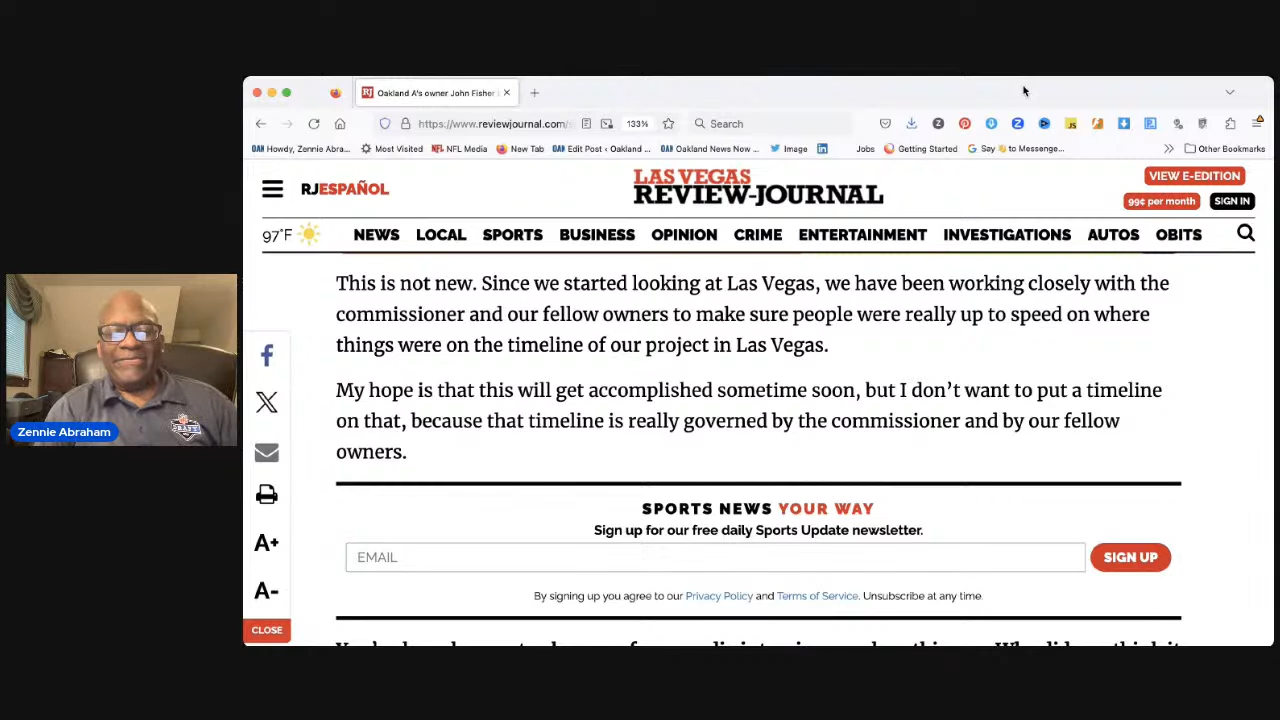 Oakland A's owner John Fisher
https://www.reviewjournal.com/
133%
Search
Howdy, Zennie Abra...
Most Visited
NFL Media
New Tab
Edit Post ‹ Oakland ...
Oakland News Now ...
Image
Jobs
Getting Started
Say 👋 to Messenge...
Other Bookmarks
RJESPAÑOL
LAS VEGAS
REVIEW-JOURNAL
VIEW E-EDITION
99¢ per month
SIGN IN
97°F
NEWS LOCAL SPORTS BUSINESS OPINION CRIME ENTERTAINMENT INVESTIGATIONS AUTOS OBITS
This is not new. Since we started looking at Las Vegas, we have been working closely with the
commissioner and our fellow owners to make sure people were really up to speed on where
things were on the timeline of our project in Las Vegas.
My hope is that this will get accomplished sometime soon, but I don’t want to put a timeline
on that, because that timeline is really governed by the commissioner and by our fellow
owners.
SPORTS NEWS YOUR WAY
Sign up for our free daily Sports Update newsletter.
EMAIL
SIGN UP
By signing up you agree to our Privacy Policy and Terms of Service. Unsubscribe at any time.
A+
A-
CLOSE
Zennie Abraham
DRAFT